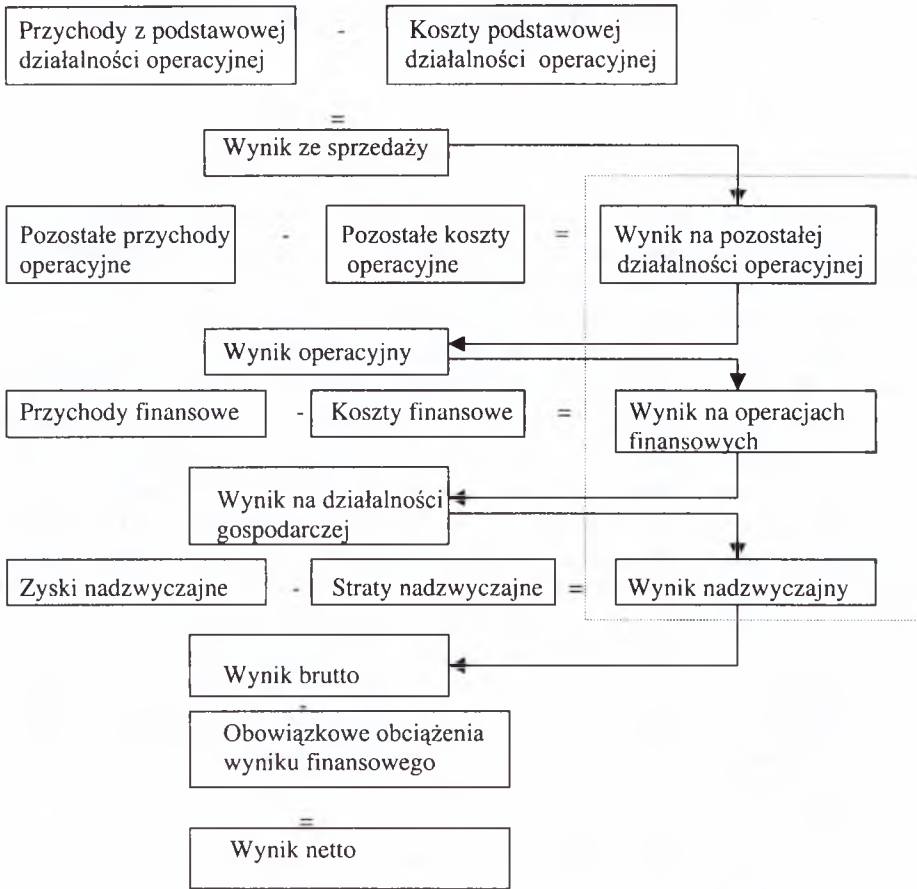 Przychody z podstawowej - Koszty podstawowej
działalności operacyjnej działalności operacyjnej
=
Wynik ze sprzedaży
Pozostałe przychody - Pozostałe koszty = Wynik na pozostałej
operacyjne operacyjne działalności operacyjnej
Wynik operacyjny
Przychody finansowe - Koszty finansowe = Wynik na operacjach
finansowych
Wynik na działalności
gospodarczej
Zyski nadzwyczajne - Straty nadzwyczajne = Wynik nadzwyczajny
Wynik brutto
-
Obowiązkowe obciążenia
wyniku finansowego
=
Wynik netto